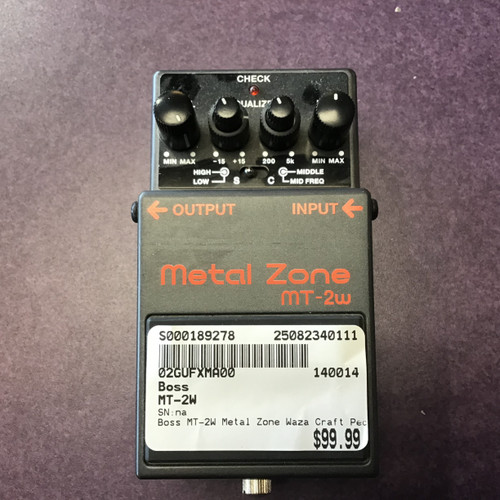 CHECK
MIN MAX -15 +15 200 5k MIN MAX
HIGH MIDDLE
LOW S C MID FREQ
OUTPUT INPUT
Metal Zone
MT-2w
S000189278 25082340111
02GUFXMA00 140014
Boss
MT-2W
SN:na
Boss MT-2W Metal Zone Waza Craft Pec
$99.99